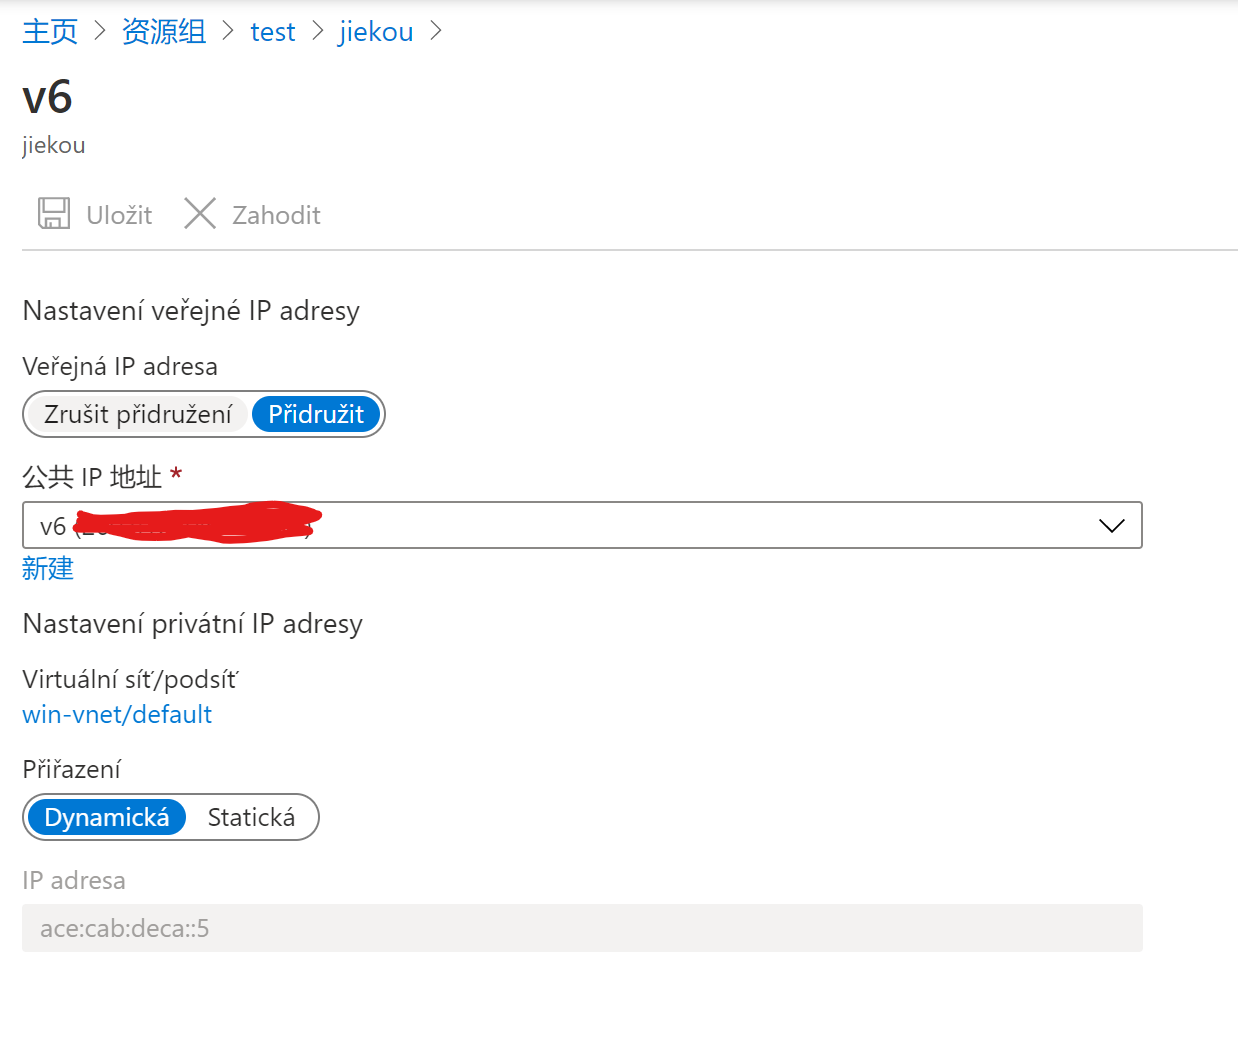 主页 > 资源组 > test > jiekou >
v6
jiekou
Uložit Zahodit
Nastavení veřejné IP adresy
Veřejná IP adresa
Zrušit přidružení Přidružit
公共 IP 地址 *
v6
新建
Nastavení privátní IP adresy
Virtuální síť/podsíť
win-vnet/default
Přiřazení
Dynamická Statická
IP adresa
ace:cab:deca::5